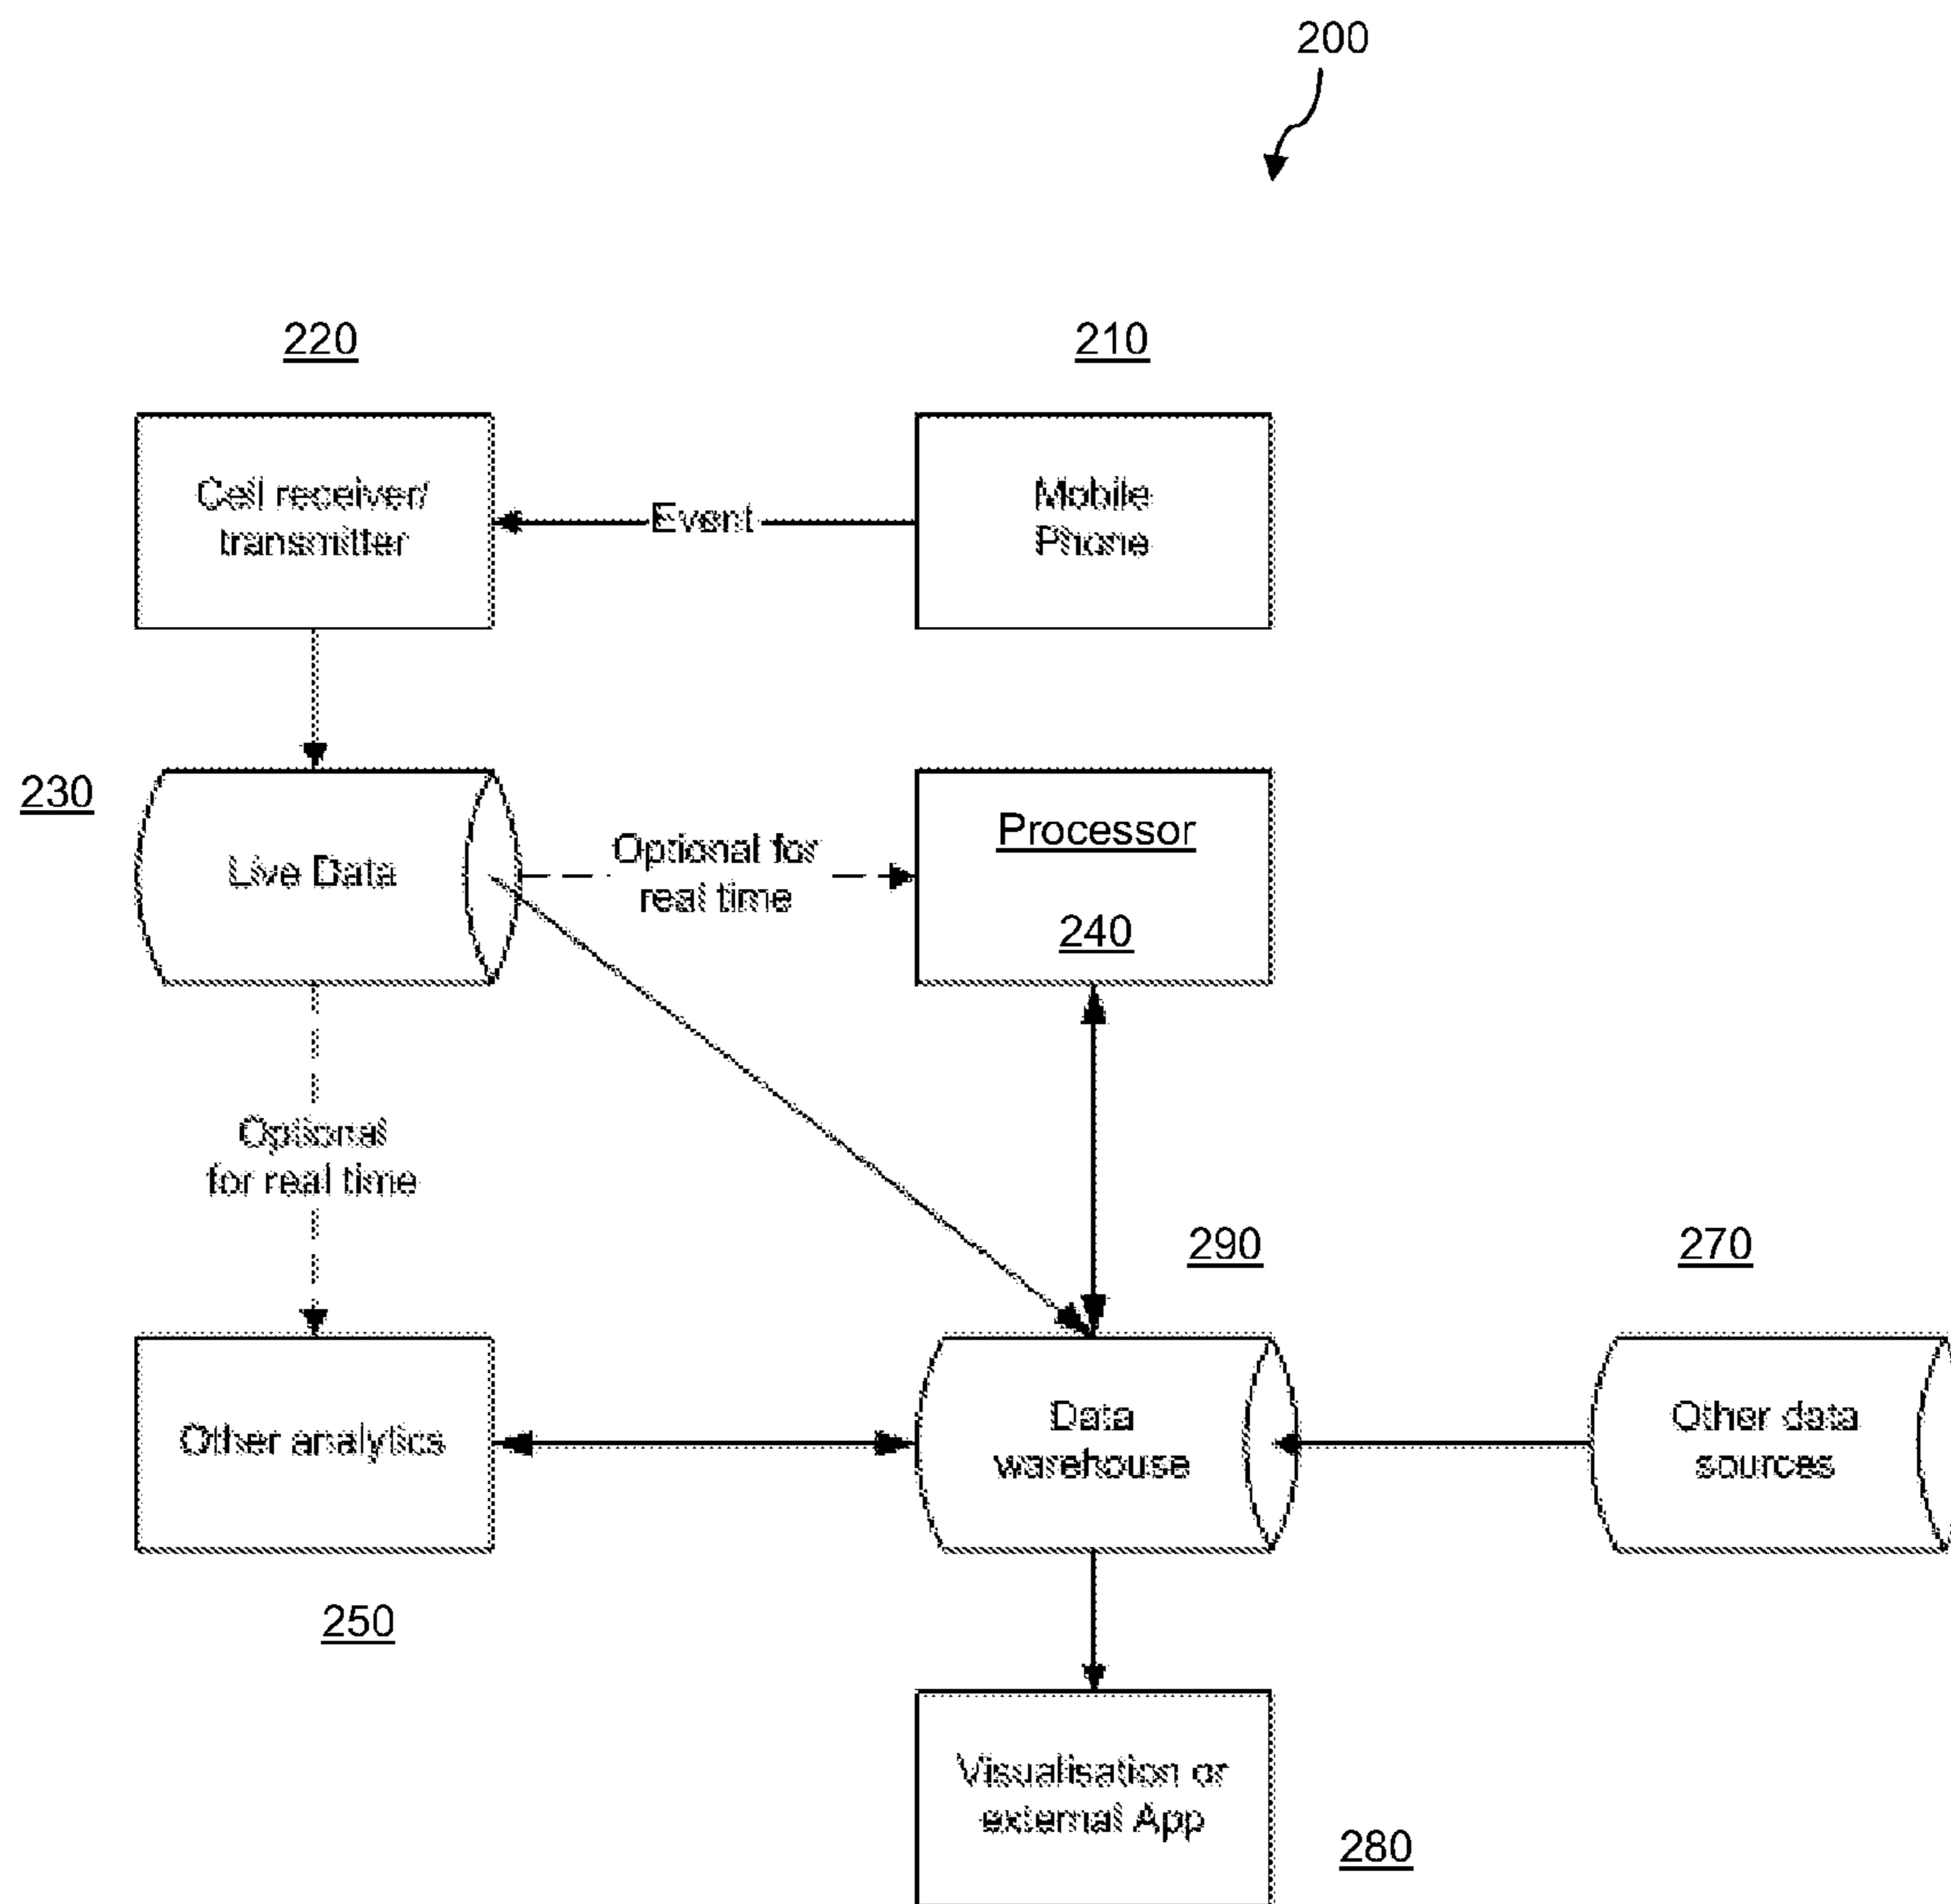 200
220
210
Cell receiver/
transmitter
Event
Mobile
Phone
230
Live Data
Optional for
real time
Processor
240
Optional
for real time
290
270
Other analytics
Data
warehouse
Other data
sources
250
Visualisation or
external App
280